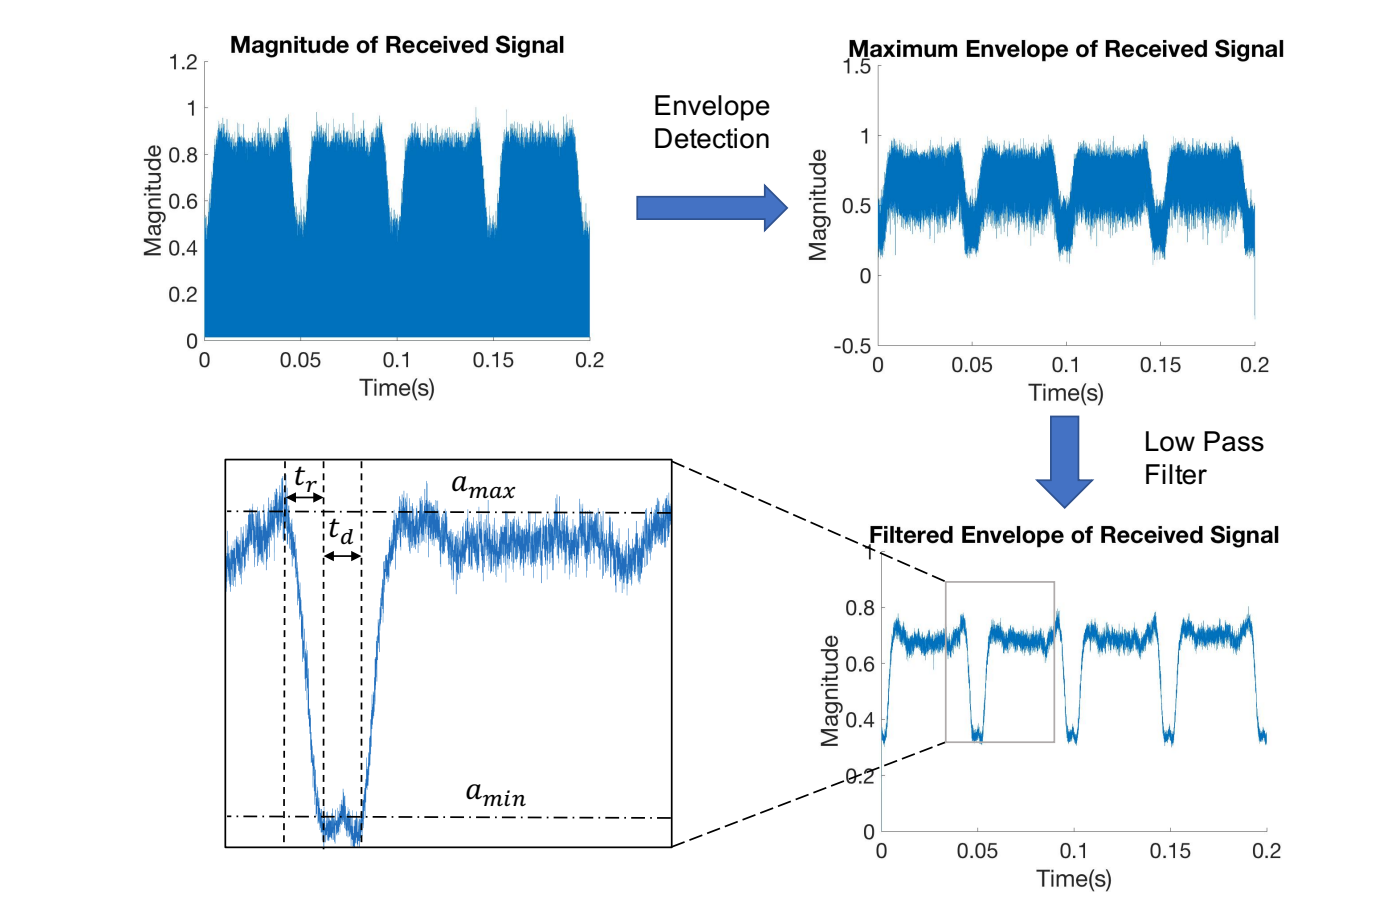 Magnitude of Received Signal
1.2
1
0.8
0.6
0.4
0.2
0
Magnitude
0 0.05 0.1 0.15 0.2
Time(s)
Envelope
Detection
Maximum Envelope of Received Signal
1.5
1
0.5
0
-0.5
Magnitude
0 0.05 0.1 0.15 0.2
Time(s)
Low Pass
Filter
Filtered Envelope of Received Signal
1
0.8
0.6
0.4
0.2
0
Magnitude
0 0.05 0.1 0.15 0.2
Time(s)
t_r
a_max
t_d
a_min